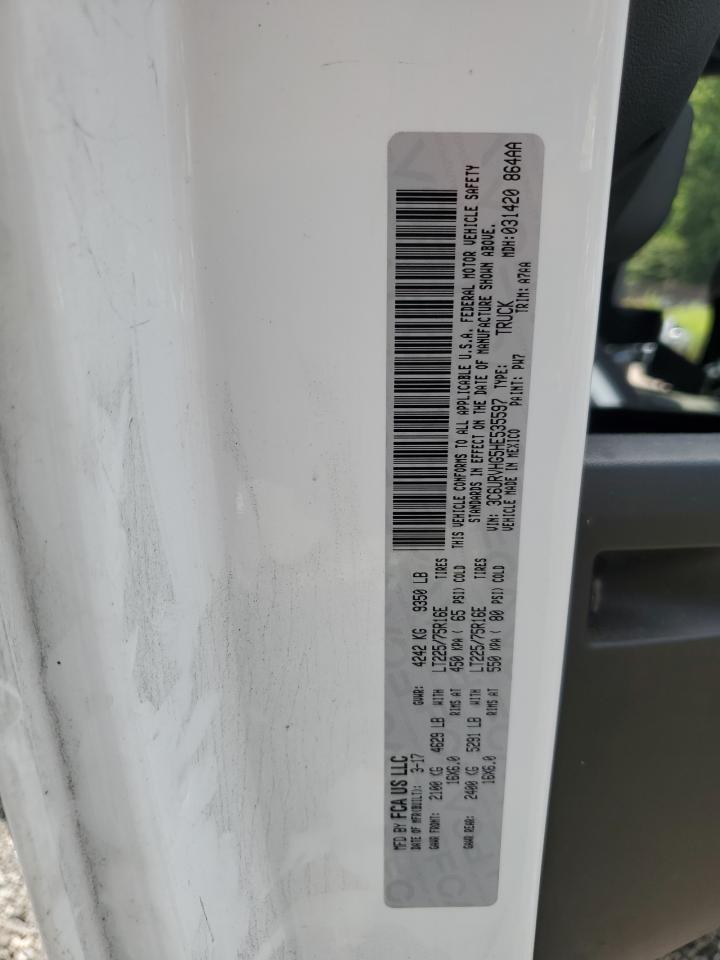 MFD BY FCA US LLC
DATE OF MFR(BUILT): 3-17 GVWR: 4242 KG 9350 LB
GAWR FRONT: 2100 KG 4629 LB WITH LT225/75R16E TIRES
16X6.0 RIMS AT 450 KPA ( 65 PSI) COLD
GAWR REAR: 2400 KG 5291 LB WITH LT225/75R16E TIRES
16X6.0 RIMS AT 550 KPA ( 80 PSI) COLD
THIS VEHICLE CONFORMS TO ALL APPLICABLE U.S.A. FEDERAL MOTOR VEHICLE SAFETY
STANDARDS IN EFFECT ON THE DATE OF MANUFACTURE SHOWN ABOVE.
VIN: 3C6URVHG5HE535597 TYPE: TRUCK MDH:031420 864AA
VEHICLE MADE IN MEXICO PAINT: PW7 TRIM: A7AA